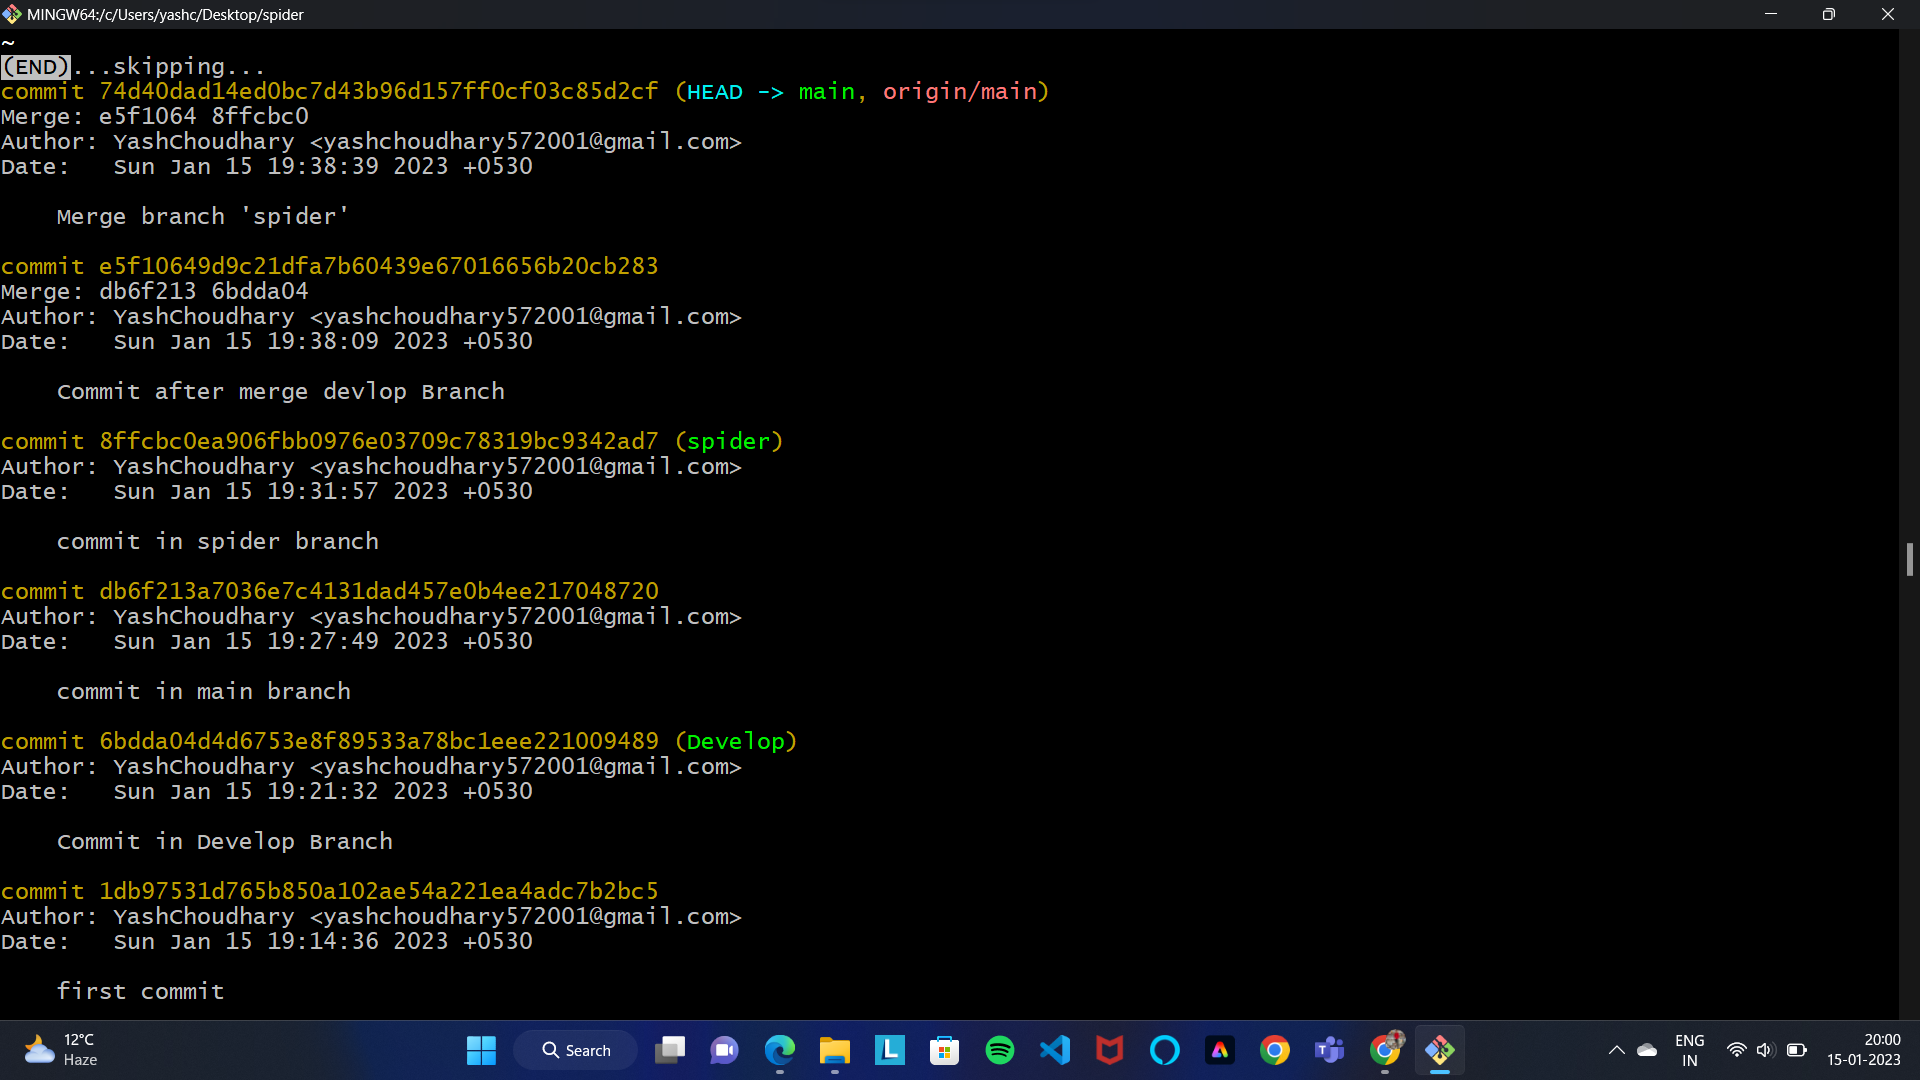 MINGW64:/c/Users/yashc/Desktop/spider
~
(END)...skipping...
commit 74d40dad14ed0bc7d43b96d157ff0cf03c85d2cf (HEAD -> main, origin/main)
Merge: e5f1064 8ffcbc0
Author: YashChoudhary <yashchoudhary572001@gmail.com>
Date:   Sun Jan 15 19:38:39 2023 +0530

    Merge branch 'spider'

commit e5f10649d9c21dfa7b60439e67016656b20cb283
Merge: db6f213 6bdda04
Author: YashChoudhary <yashchoudhary572001@gmail.com>
Date:   Sun Jan 15 19:38:09 2023 +0530

    Commit after merge devlop Branch

commit 8ffcbc0ea906fbb0976e03709c78319bc9342ad7 (spider)
Author: YashChoudhary <yashchoudhary572001@gmail.com>
Date:   Sun Jan 15 19:31:57 2023 +0530

    commit in spider branch

commit db6f213a7036e7c4131dad457e0b4ee217048720
Author: YashChoudhary <yashchoudhary572001@gmail.com>
Date:   Sun Jan 15 19:27:49 2023 +0530

    commit in main branch

commit 6bdda04d4d6753e8f89533a78bc1eee221009489 (Develop)
Author: YashChoudhary <yashchoudhary572001@gmail.com>
Date:   Sun Jan 15 19:21:32 2023 +0530

    Commit in Develop Branch

commit 1db97531d765b850a102ae54a221ea4adc7b2bc5
Author: YashChoudhary <yashchoudhary572001@gmail.com>
Date:   Sun Jan 15 19:14:36 2023 +0530

    first commit
12°C
Haze
Search
L
T
ENG
IN
20:00
15-01-2023